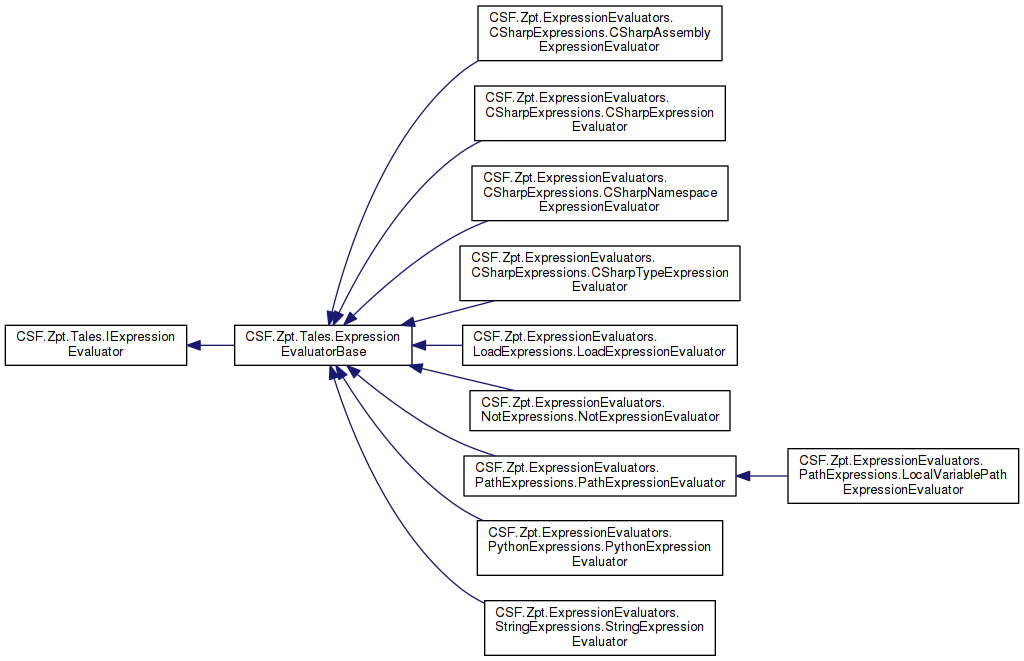 CSF.Zpt.ExpressionEvaluators.
CSharpExpressions.CSharpAssembly
ExpressionEvaluator
CSF.Zpt.ExpressionEvaluators.
CSharpExpressions.CSharpExpression
Evaluator
CSF.Zpt.ExpressionEvaluators.
CSharpExpressions.CSharpNamespace
ExpressionEvaluator
CSF.Zpt.ExpressionEvaluators.
CSharpExpressions.CSharpTypeExpression
Evaluator
CSF.Zpt.Tales.IExpression
Evaluator
CSF.Zpt.Tales.Expression
EvaluatorBase
CSF.Zpt.ExpressionEvaluators.
LoadExpressions.LoadExpressionEvaluator
CSF.Zpt.ExpressionEvaluators.
NotExpressions.NotExpressionEvaluator
CSF.Zpt.ExpressionEvaluators.
PathExpressions.PathExpressionEvaluator
CSF.Zpt.ExpressionEvaluators.
PathExpressions.LocalVariablePath
ExpressionEvaluator
CSF.Zpt.ExpressionEvaluators.
PythonExpressions.PythonExpression
Evaluator
CSF.Zpt.ExpressionEvaluators.
StringExpressions.StringExpression
Evaluator